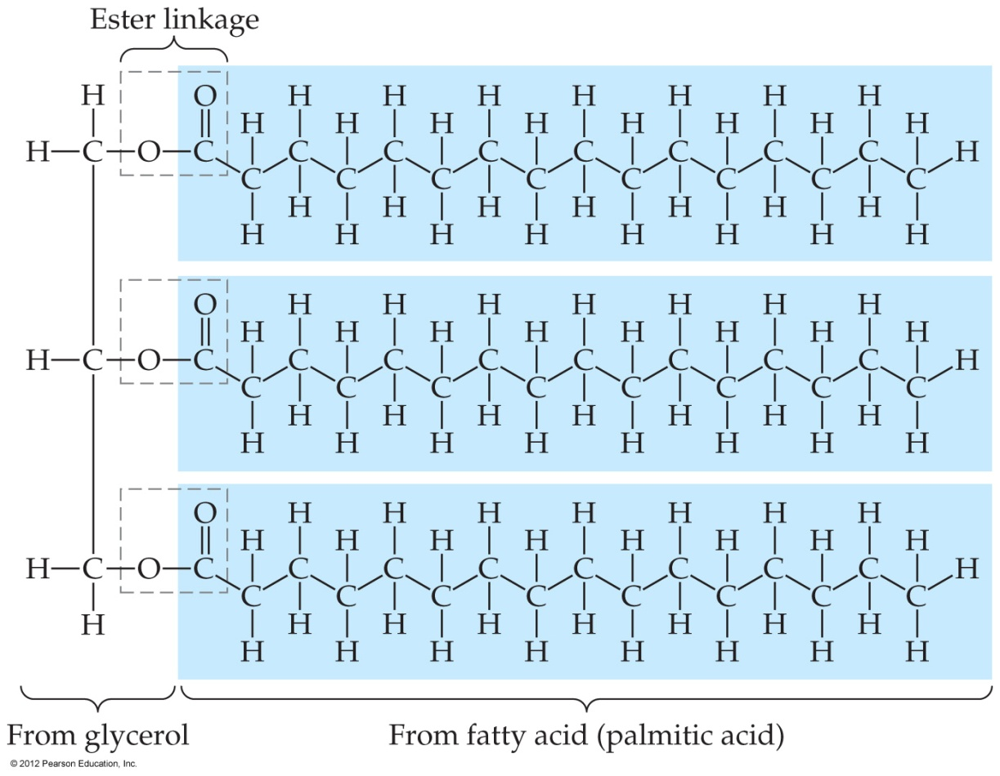 Ester linkage
H O H H H H H H H
H H H H H H H H
H—C—O—C C C C C C C C H
C C C C C C C C
H H H H H H H
H H H H H H H H
O H H H H H H H
H H H H H H H H
H—C—O—C C C C C C C C H
C C C C C C C C
H H H H H H H
H H H H H H H H
O H H H H H H H
H H H H H H H H
H—C—O—C C C C C C C C H
C C C C C C C C
H H H H H H H H
H H H H H H H H
From glycerol From fatty acid (palmitic acid)
© 2012 Pearson Education, Inc.